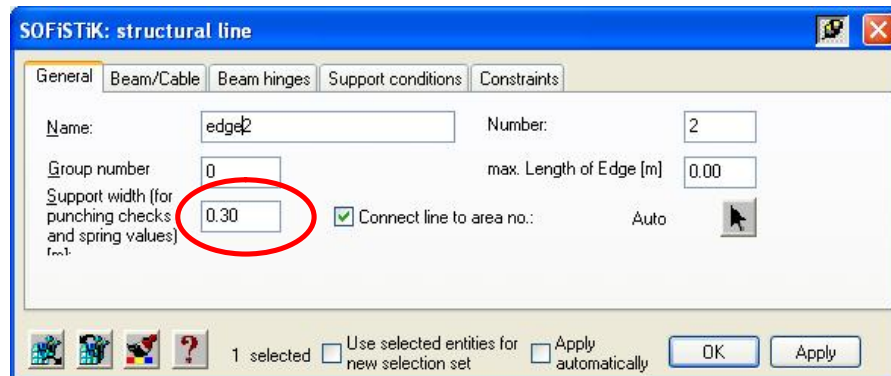 SOFiSTiK: structural line
General Beam/Cable Beam hinges Support conditions Constraints
Name: edge2 Number: 2
Group number 0 max. Length of Edge [m] 0.00
Support width (for
punching checks
and spring values)
[m]:
0.30 Connect line to area no.: Auto
1 selected
Use selected entities for
new selection set
Apply
automatically
OK Apply